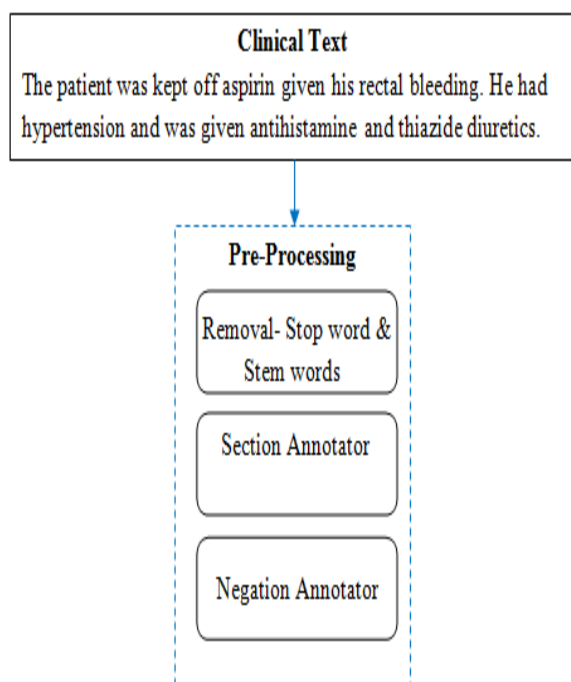 Clinical Text
The patient was kept off aspirin given his rectal bleeding. He had
hypertension and was given antihistamine and thiazide diuretics.
Pre-Processing
Removal- Stop word &
Stem words
Section Annotator
Negation Annotator